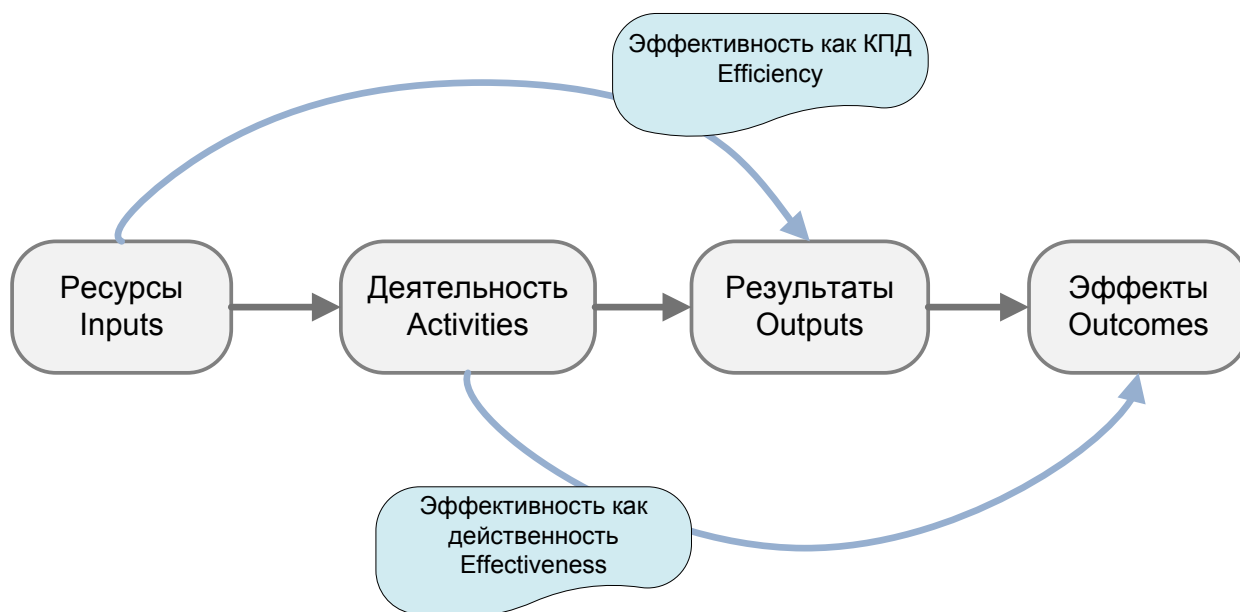 Эффективность как КПД
Efficiency
Ресурсы
Inputs
Деятельность
Activities
Результаты
Outputs
Эффекты
Outcomes
Эффективность как
действенность
Effectiveness